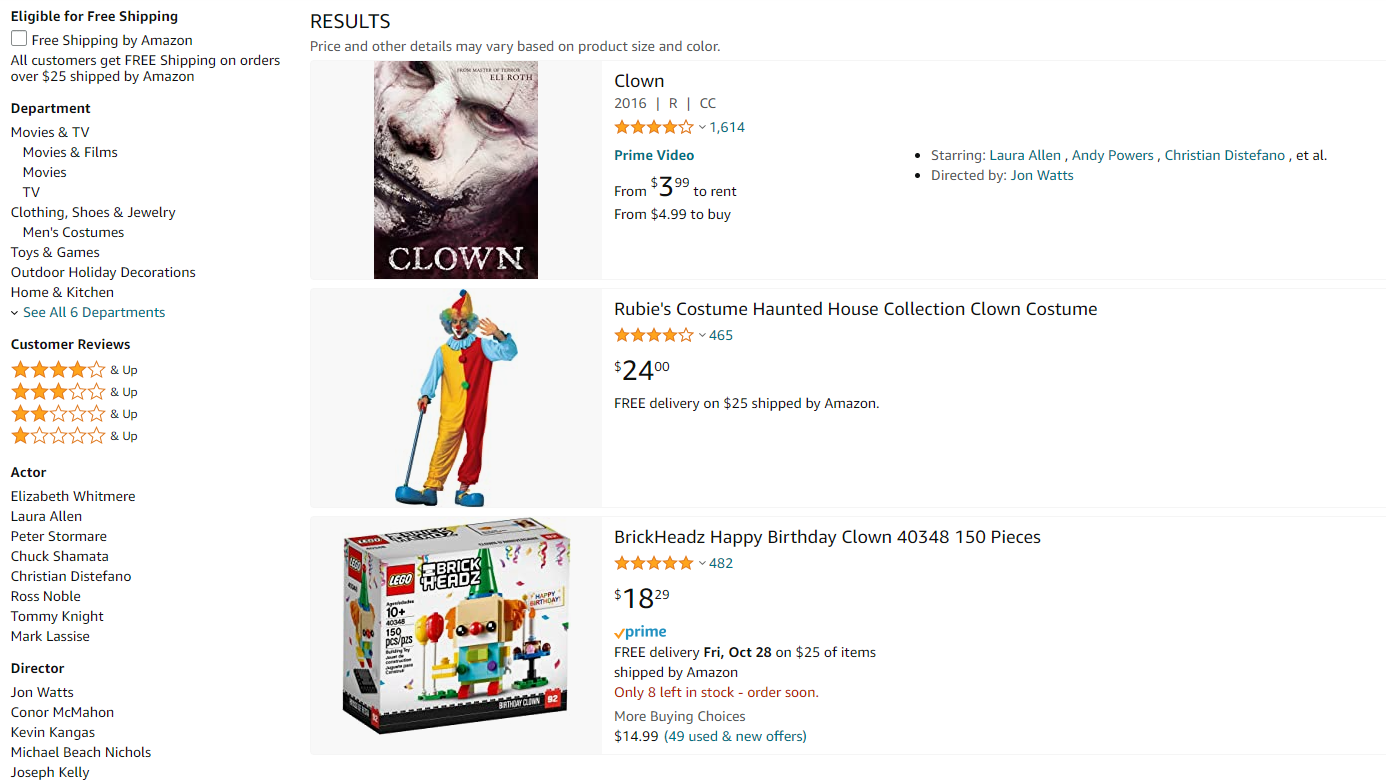 Eligible for Free Shipping
Free Shipping by Amazon
All customers get FREE Shipping on orders
over $25 shipped by Amazon
Department
Movies & TV
Movies & Films
Movies
TV
Clothing, Shoes & Jewelry
Men's Costumes
Toys & Games
Outdoor Holiday Decorations
Home & Kitchen
See All 6 Departments
Customer Reviews
& Up
& Up
& Up
& Up
Actor
Elizabeth Whitmere
Laura Allen
Peter Stormare
Chuck Shamata
Christian Distefano
Ross Noble
Tommy Knight
Mark Lassise
Director
Jon Watts
Conor McMahon
Kevin Kangas
Michael Beach Nichols
Joseph Kelly
RESULTS
Price and other details may vary based on product size and color.
FROM MASTER OF TERROR
ELI ROTH
CLOWN
Clown
2016 | R | CC
1,614
Prime Video
From $3.99 to rent
From $4.99 to buy
Starring: Laura Allen , Andy Powers , Christian Distefano , et al.
Directed by: Jon Watts
Rubie's Costume Haunted House Collection Clown Costume
465
$24.00
FREE delivery on $25 shipped by Amazon.
LEGO
BRICK
HEADZ
10+
40348
150
pcs/pzs
Building Toy
HAPPY
BIRTHDAY!
BIRTHDAY CLOWN
92
BrickHeadz Happy Birthday Clown 40348 150 Pieces
482
$18.29
prime
FREE delivery Fri, Oct 28 on $25 of items
shipped by Amazon
Only 8 left in stock - order soon.
More Buying Choices
$14.99 (49 used & new offers)